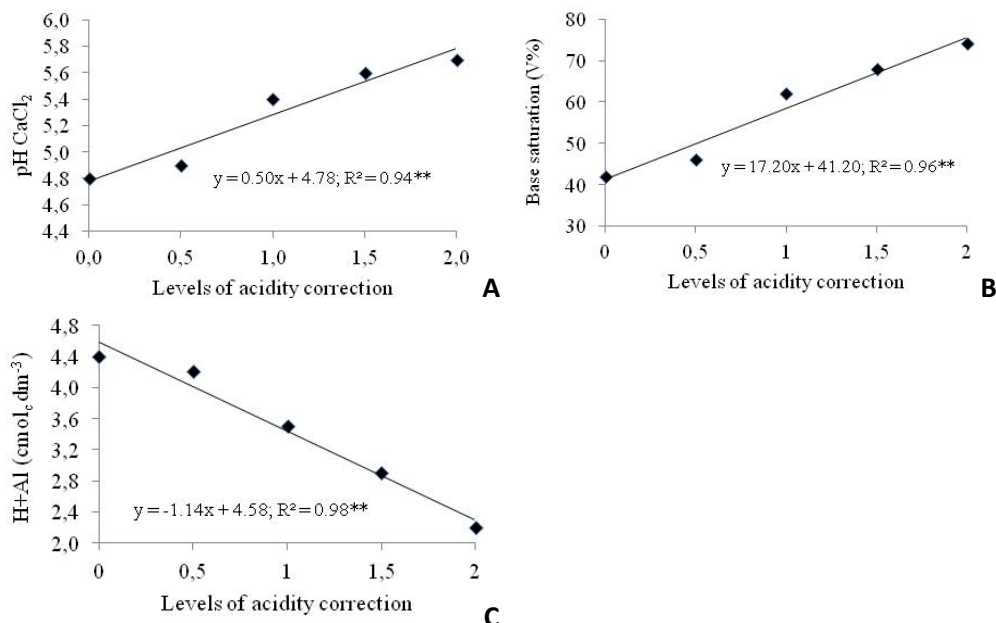 6,0
5,8
5,6
5,4
5,2
5,0
4,8
4,6
4,4
pH CaCl₂
y = 0.50x + 4.78; R² = 0.94**
0,0 0,5 1,0 1,5 2,0
Levels of acidity correction
A
80
70
60
50
40
30
Base saturation (V%)
y = 17.20x + 41.20; R² = 0.96**
0 0,5 1 1,5 2
Levels of acidity correction
B
4,8
4,4
4,0
3,6
3,2
2,8
2,4
2,0
H+Al (cmol꜀ dm⁻³)
y = -1.14x + 4.58; R² = 0.98**
0 0,5 1 1,5 2
Levels of acidity correction
C